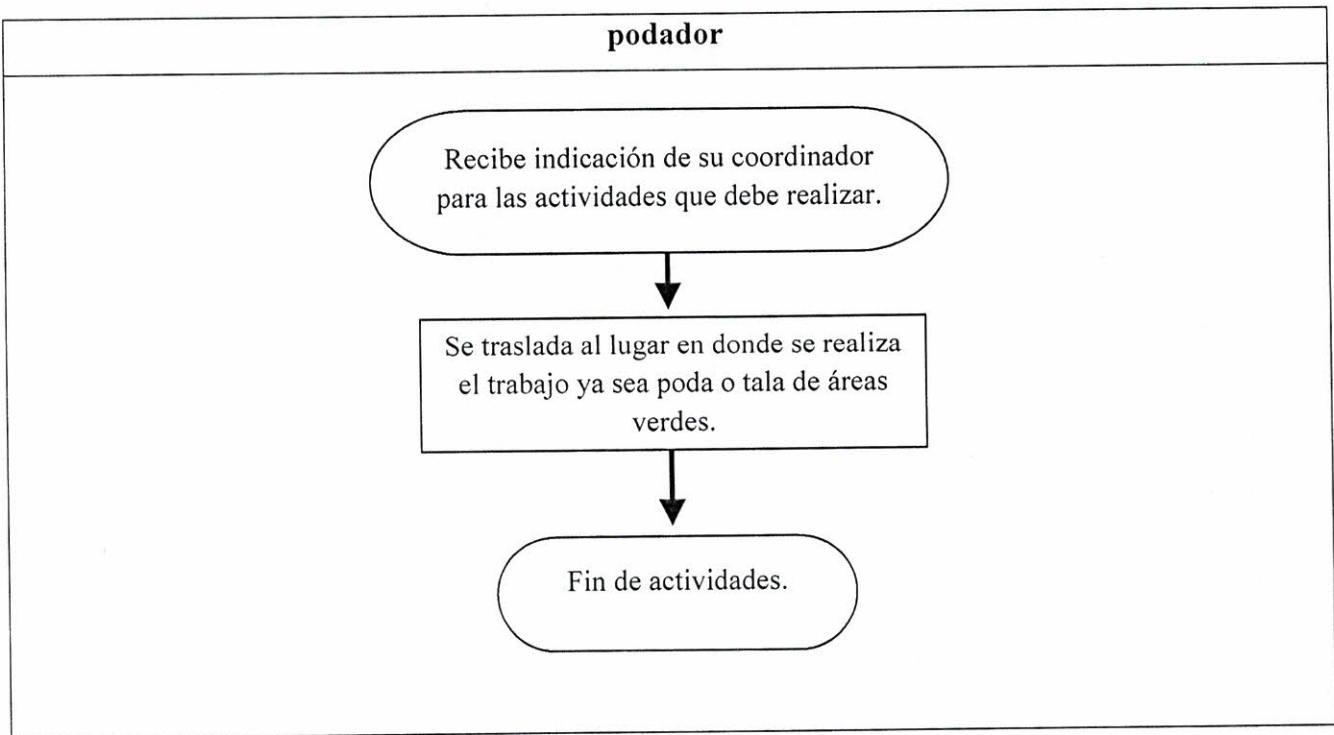 podador
Recibe indicación de su coordinador
para las actividades que debe realizar.
Se traslada al lugar en donde se realiza
el trabajo ya sea poda o tala de áreas
verdes.
Fin de actividades.